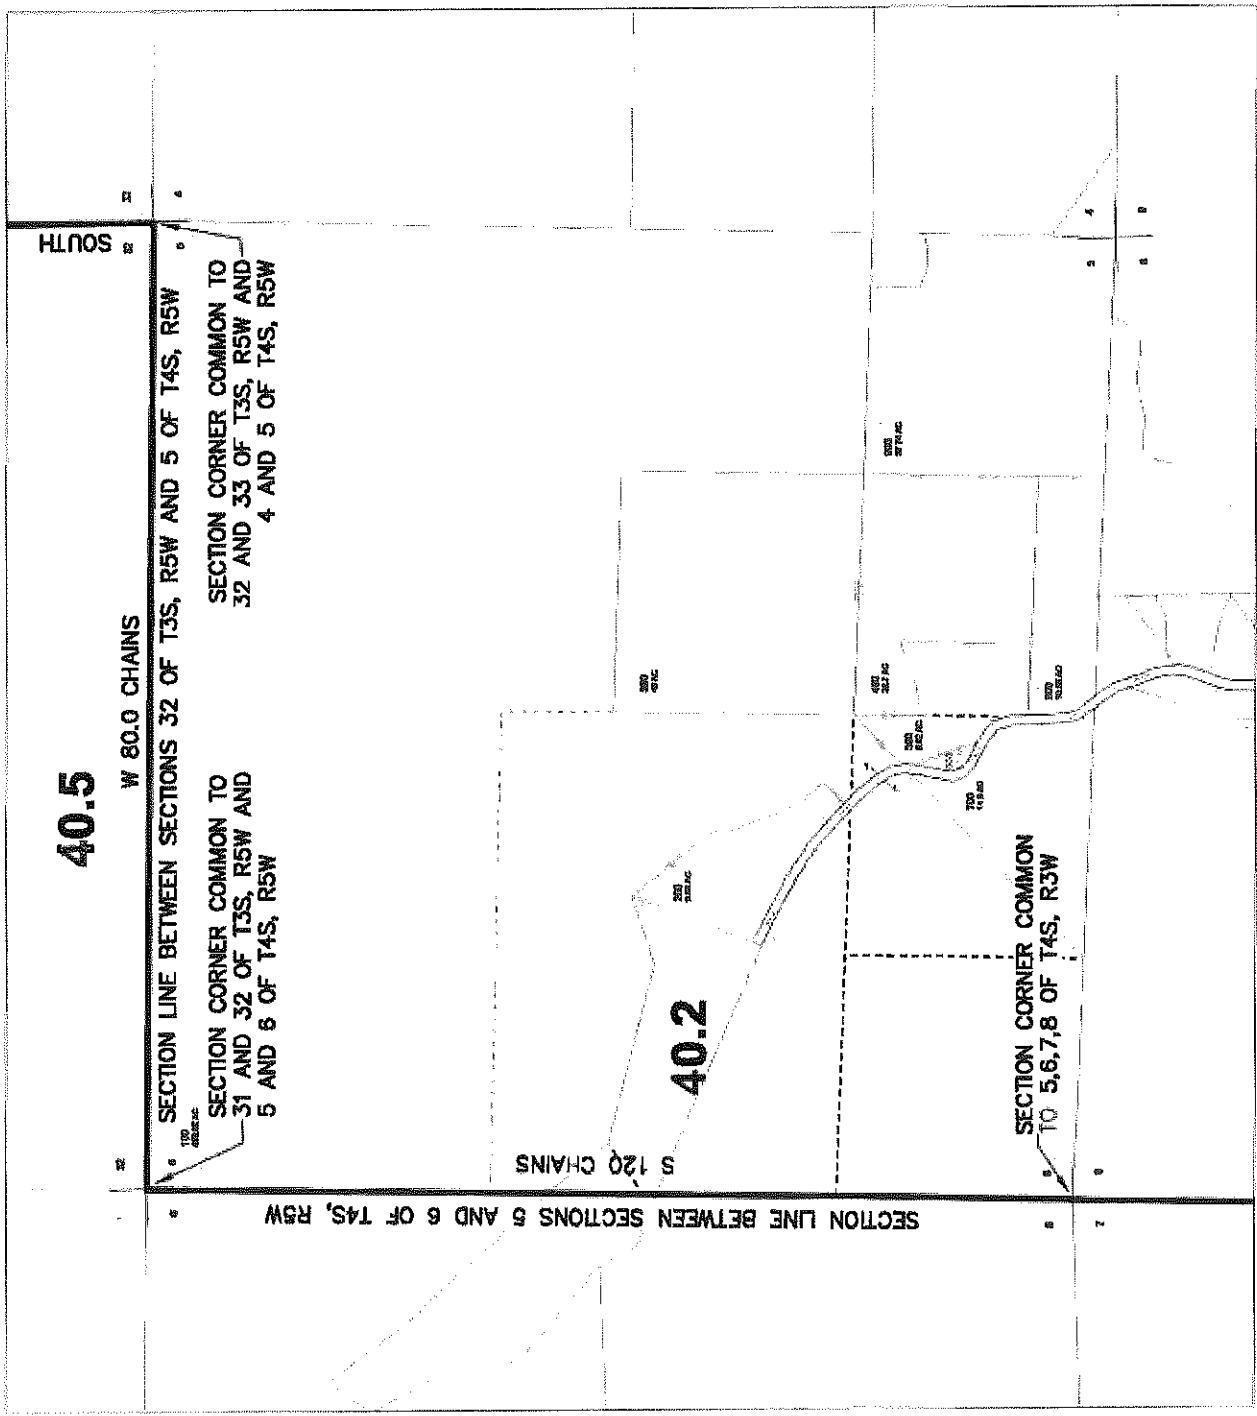 40.5
W 80.0 CHAINS
SOUTH
SECTION LINE BETWEEN SECTIONS 32 OF T3S, R5W AND 5 OF T4S, R5W
SECTION CORNER COMMON TO
31 AND 32 OF T3S, R5W AND
5 AND 6 OF T4S, R5W
SECTION CORNER COMMON TO
32 AND 33 OF T3S, R5W AND
4 AND 5 OF T4S, R5W
40.2
S 120 CHAINS
SECTION LINE BETWEEN SECTIONS 5 AND 6 OF T4S, R5W
SECTION CORNER COMMON
TO 5,6,7,8 OF T4S, R3W